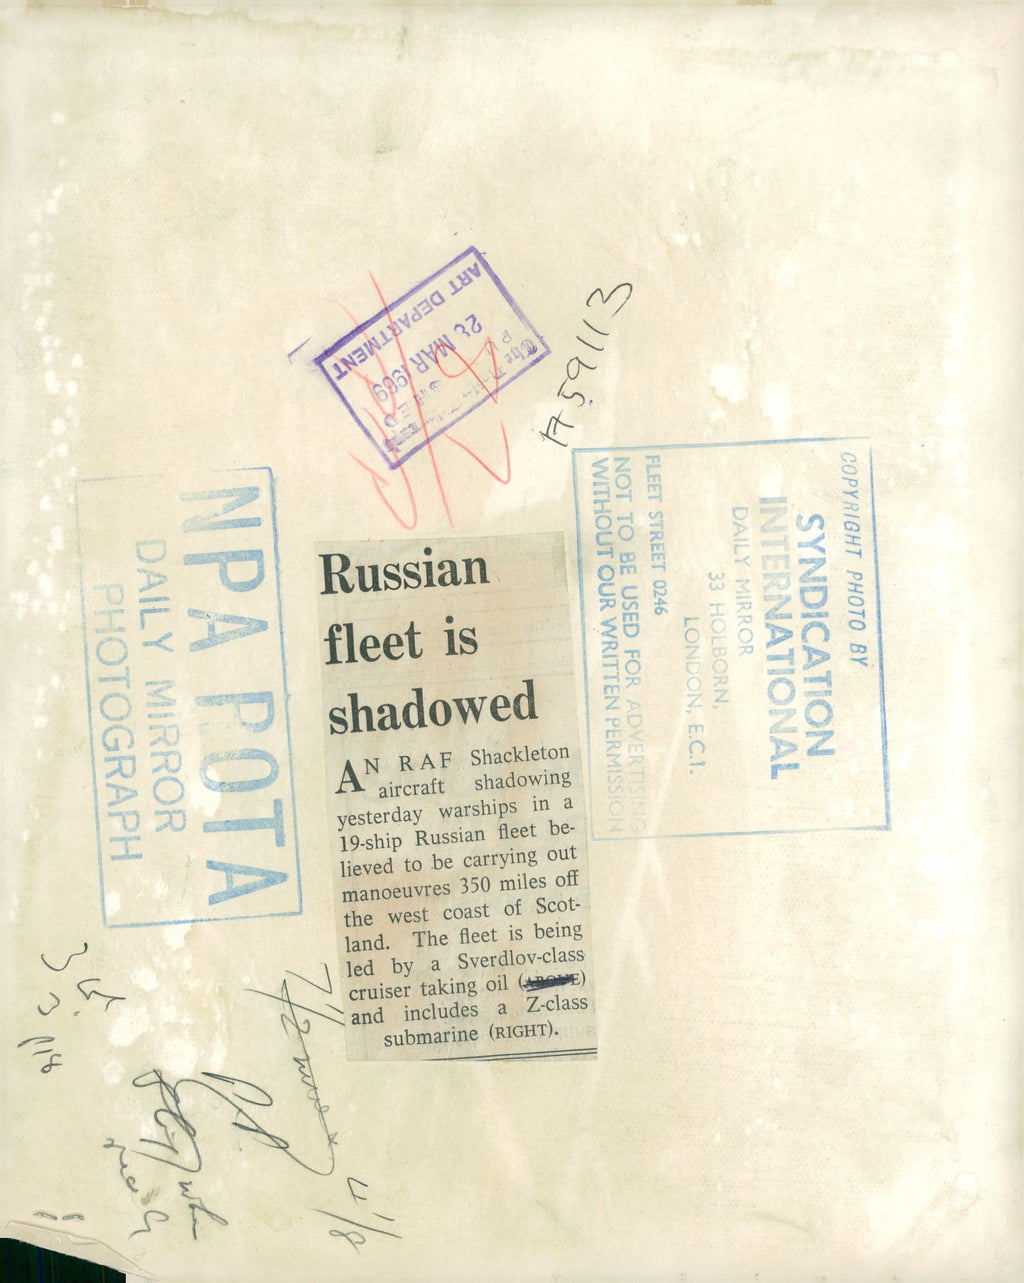 ART DEPARTMENT
28 MAR 1969
The
A59113
COPYRIGHT PHOTO BY
SYNDICATION
INTERNATIONAL
DAILY MIRROR
33 HOLBORN,
LONDON, E.C.1.
FLEET STREET 0246
NOT TO BE USED FOR ADVERTISING
WITHOUT OUR WRITTEN PERMISSION
NPA ROTA
DAILY MIRROR
PHOTOGRAPH
Russian
fleet is
shadowed
AN RAF Shackleton
aircraft shadowing
yesterday warships in a
19-ship Russian fleet be-
lieved to be carrying out
manoeuvres 350 miles off
the west coast of Scot-
land. The fleet is being
led by a Sverdlov-class
cruiser taking oil (ABOVE)
and includes a Z-class
submarine (RIGHT).